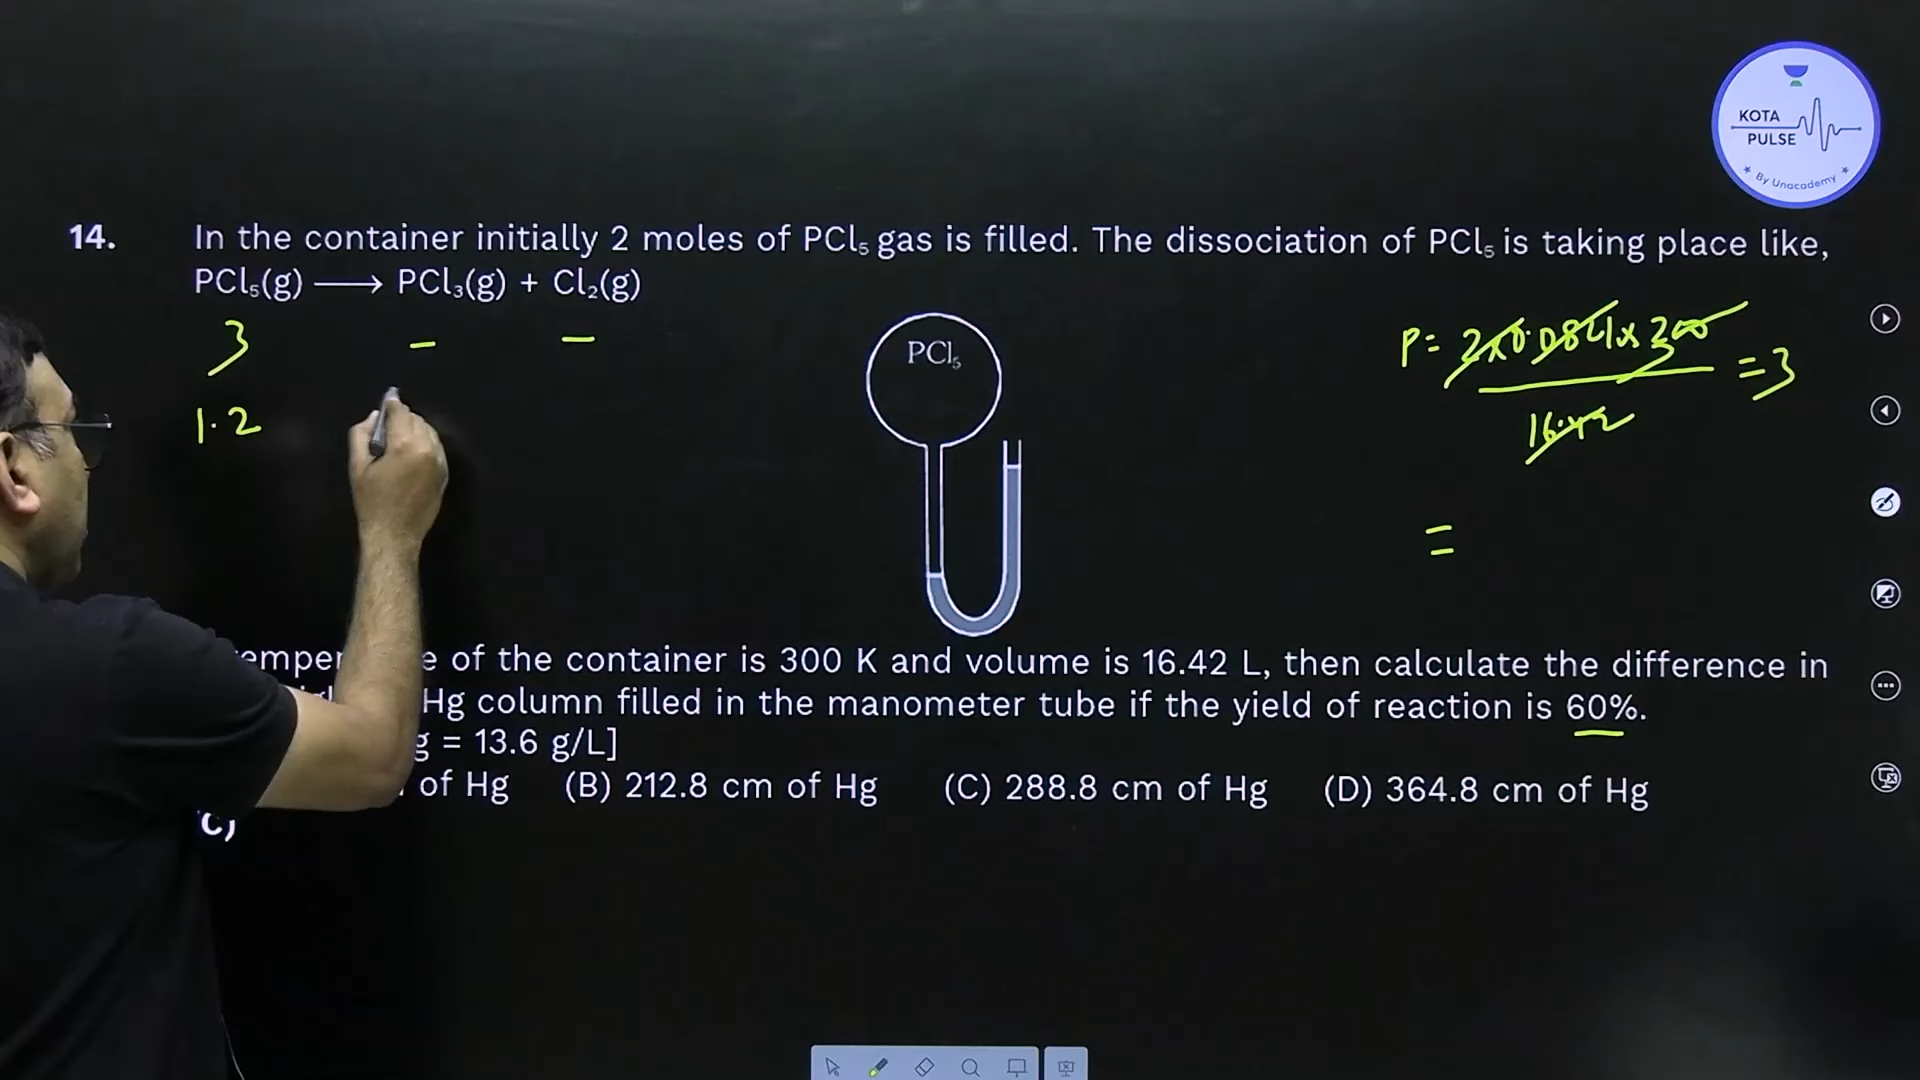 KOTA
PULSE
By Unacademy
14. In the container initially 2 moles of PCl₅ gas is filled. The dissociation of PCl₅ is taking place like,
PCl₅(g) ⟶ PCl₃(g) + Cl₂(g)
3 - -
1.2
PCl₅
P = 2x0.0821x300 = 3
16.42
=
of the container is 300 K and volume is 16.42 L, then calculate the difference in
Hg column filled in the manometer tube if the yield of reaction is 60%.
= 13.6 g/L]
of Hg (B) 212.8 cm of Hg (C) 288.8 cm of Hg (D) 364.8 cm of Hg
C)